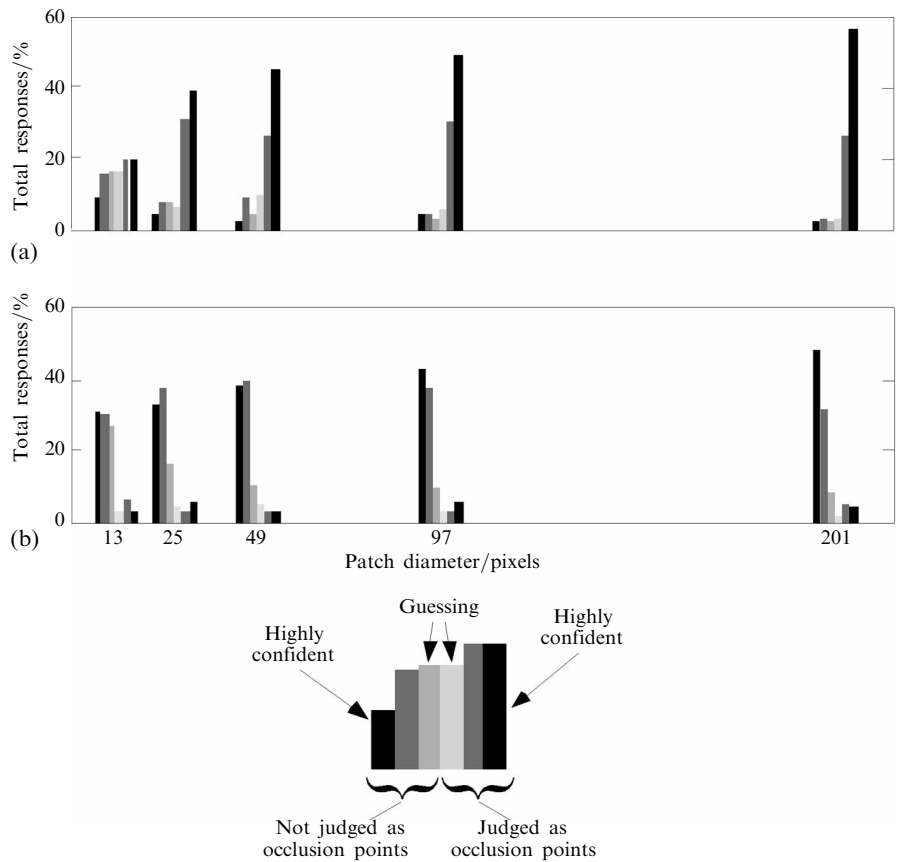 60
40
20
0
Total responses/%
(a)
60
40
20
0
Total responses/%
(b)
13 25 49 97 201
Patch diameter/pixels
Guessing
Highly
confident
Highly
confident
Not judged as
occlusion points
Judged as
occlusion points